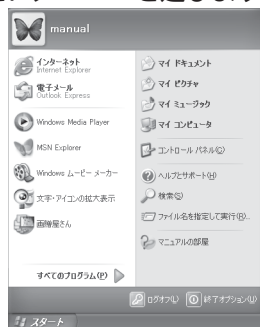 manual
インターネット
Internet Explorer
電子メール
Outlook Express
Windows Media Player
MSN Explorer
Windows ムービー メーカー
文字・アイコンの拡大表示
画筆屋さん
すべてのプログラム(P)
マイ ドキュメント
マイ ピクチャ
マイ ミュージック
マイ コンピュータ
コントロール パネル(C)
ヘルプとサポート(H)
検索(S)
ファイル名を指定して実行(R)...
マニュアルの部屋
ログオフ(L)
終了オプション(U)
スタート